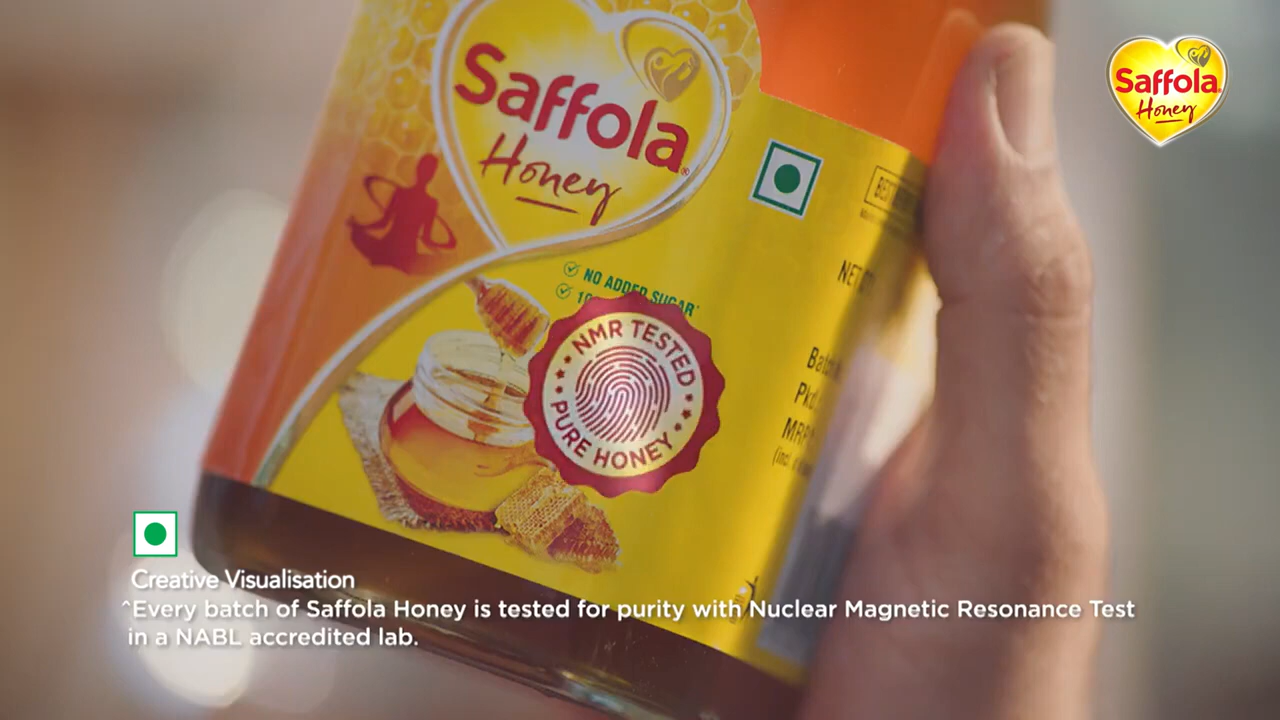 Saffola
Honey
Saffola
Honey
NO ADDED SUGAR*
NMR TESTED
PURE HONEY
Creative Visualisation
^Every batch of Saffola Honey is tested for purity with Nuclear Magnetic Resonance Test
in a NABL accredited lab.